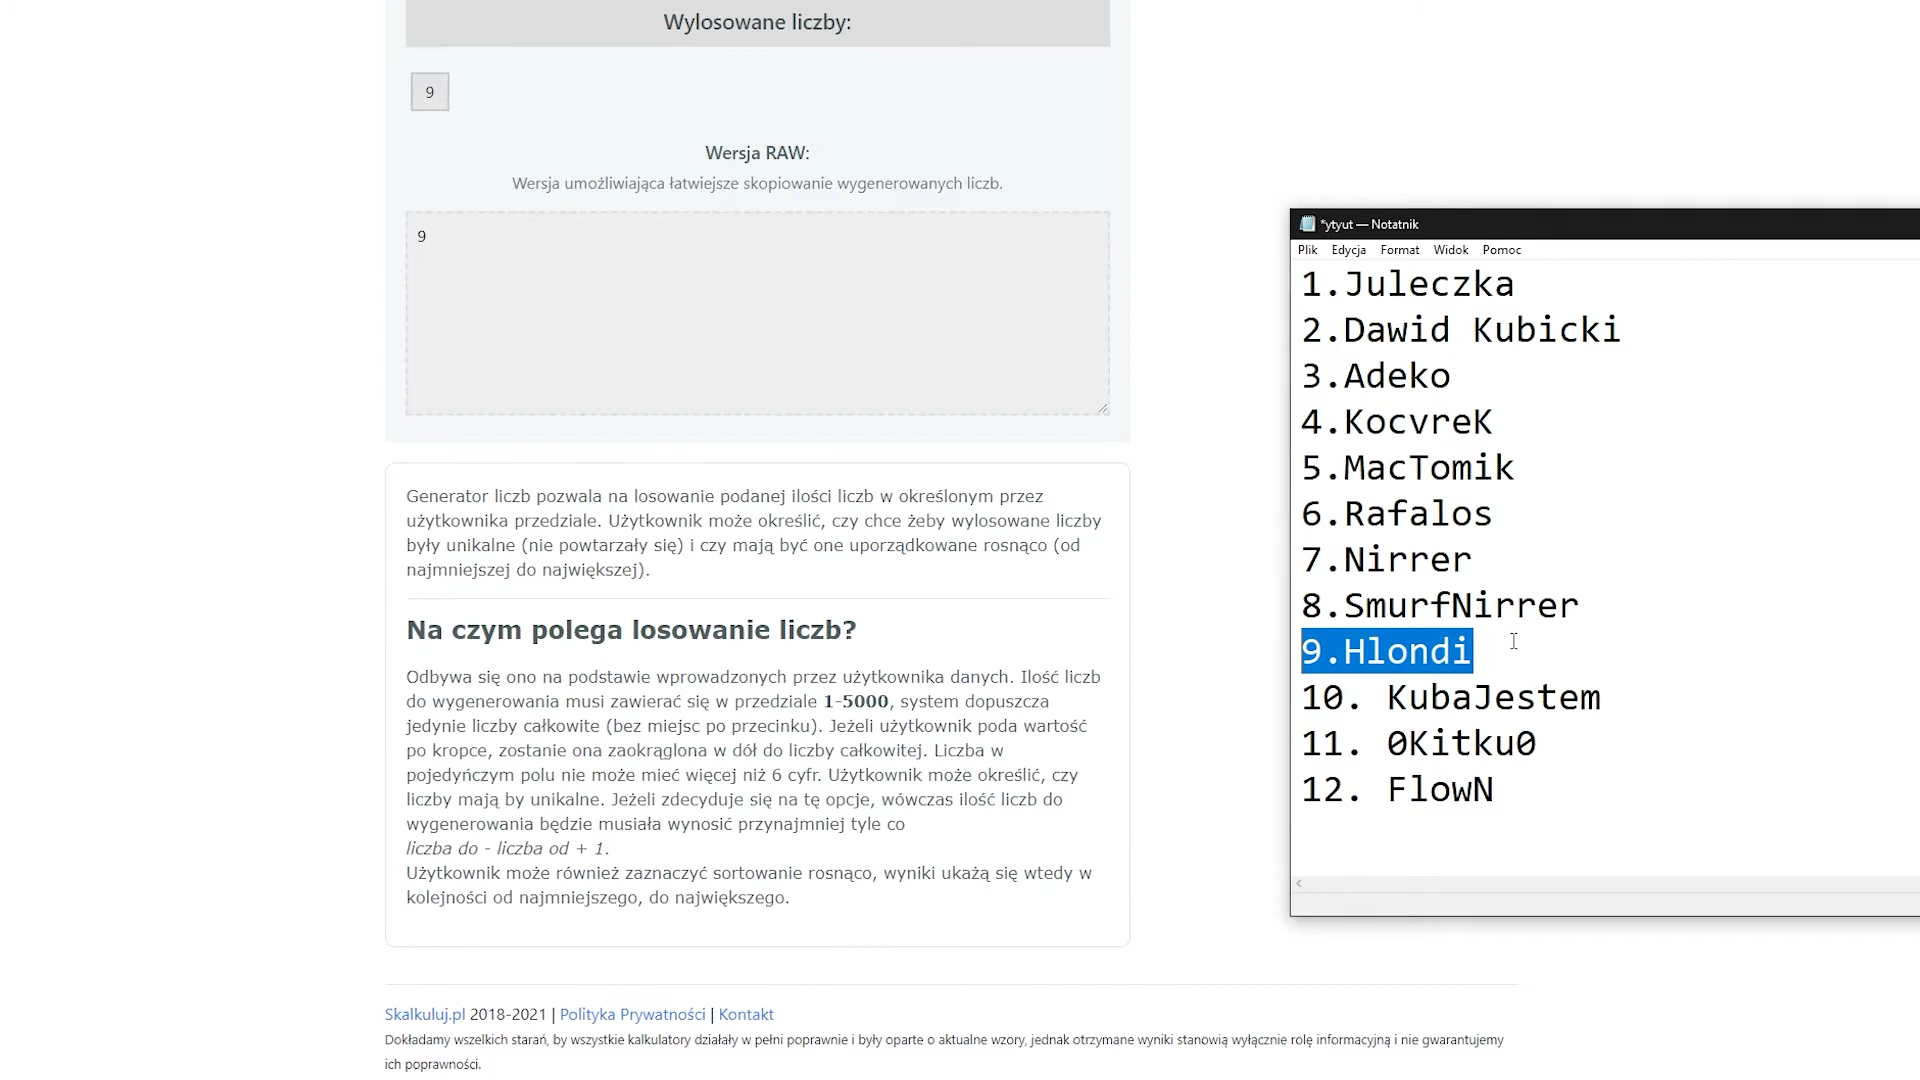 Wylosowane liczby:
9
Wersja RAW:
Wersja umożliwiająca łatwiejsze skopiowanie wygenerowanych liczb.
9
Generator liczb pozwala na losowanie podanej ilości liczb w określonym przez
użytkownika przedziale. Użytkownik może określić, czy chce żeby wylosowane liczby
były unikalne (nie powtarzały się) i czy mają być one uporządkowane rosnąco (od
najmniejszej do największej).
Na czym polega losowanie liczb?
Odbywa się ono na podstawie wprowadzonych przez użytkownika danych. Ilość liczb
do wygenerowania musi zawierać się w przedziale 1-5000, system dopuszcza
jedynie liczby całkowite (bez miejsc po przecinku). Jeżeli użytkownik poda wartość
po kropce, zostanie ona zaokrąglona w dół do liczby całkowitej. Liczba w
pojedyńczym polu nie może mieć więcej niż 6 cyfr. Użytkownik może określić, czy
liczby mają by unikalne. Jeżeli zdecyduje się na tę opcje, wówczas ilość liczb do
wygenerowania będzie musiała wynosić przynajmniej tyle co
liczba do - liczba od + 1.
Użytkownik może również zaznaczyć sortowanie rosnąco, wyniki ukażą się wtedy w
kolejności od najmniejszego, do największego.
Skalkuluj.pl 2018-2021 | Polityka Prywatności | Kontakt
Dokładamy wszelkich starań, by wszystkie kalkulatory działały w pełni poprawnie i były oparte o aktualne wzory, jednak otrzymane wyniki stanowią wyłącznie rolę informacyjną i nie gwarantujemy
ich poprawności.
*ytyut — Notatnik
Plik Edycja Format Widok Pomoc
1.Juleczka
2.Dawid Kubicki
3.Adeko
4.KocvreK
5.MacTomik
6.Rafalos
7.Nirrer
8.SmurfNirrer
9.Hlondi
10. KubaJestem
11. 0Kitku0
12. FlowN